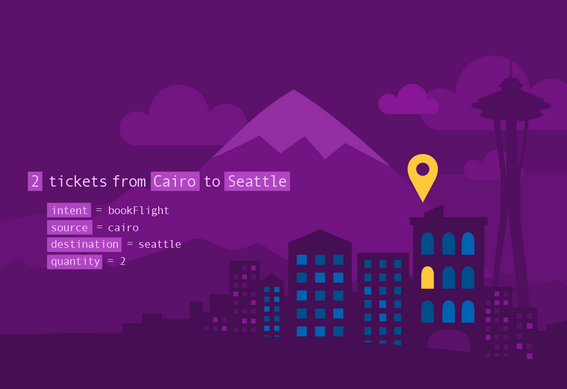 2 tickets from Cairo to Seattle
intent = bookFlight
source = cairo
destination = seattle
quantity = 2